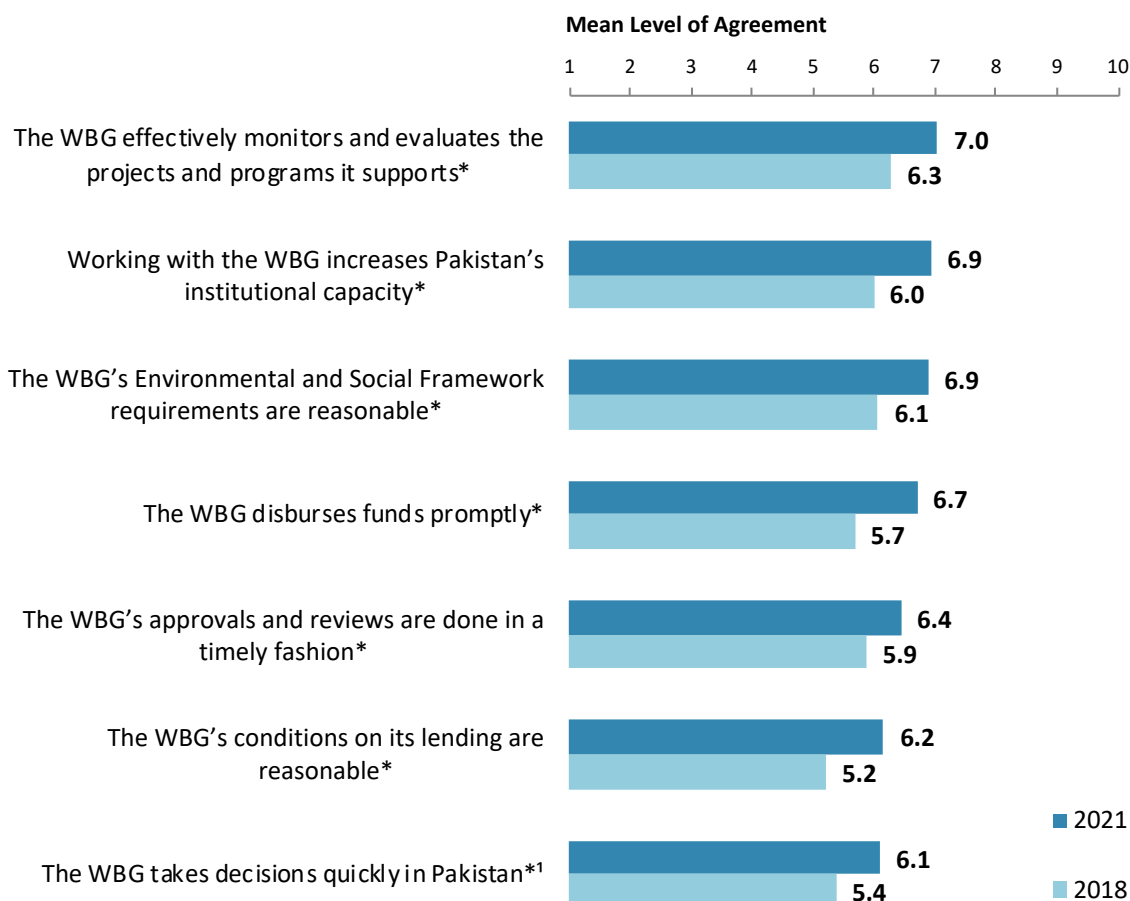 Mean Level of Agreement
1 2 3 4 5 6 7 8 9 10
The WBG effectively monitors and evaluates the
projects and programs it supports*
7.0
6.3
Working with the WBG increases Pakistan’s
institutional capacity*
6.9
6.0
The WBG’s Environmental and Social Framework
requirements are reasonable*
6.9
6.1
The WBG disburses funds promptly*
6.7
5.7
The WBG’s approvals and reviews are done in a
timely fashion*
6.4
5.9
The WBG’s conditions on its lending are
reasonable*
6.2
5.2
The WBG takes decisions quickly in Pakistan*¹
6.1
5.4
2021
2018